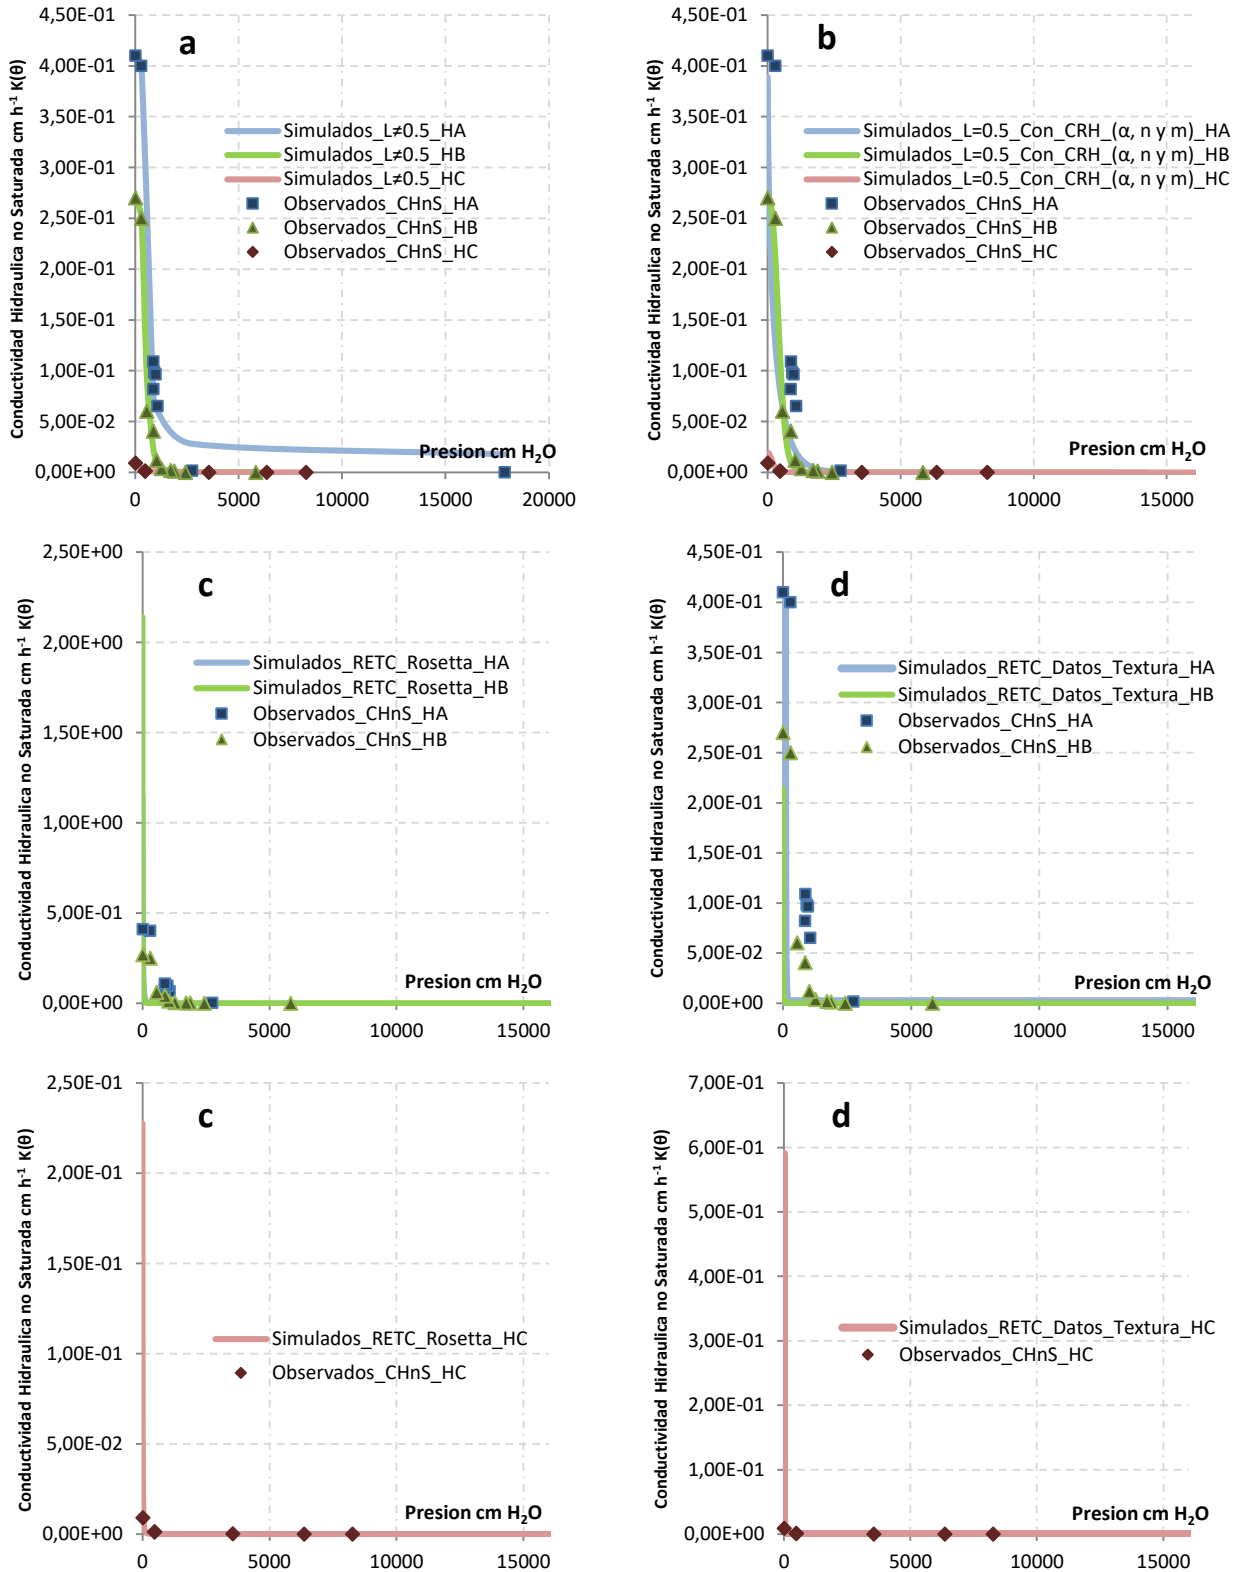 a
Conductividad Hidraulica no Saturada cm h⁻¹ K(θ)
4,50E-01
4,00E-01
3,50E-01
3,00E-01
2,50E-01
2,00E-01
1,50E-01
1,00E-01
5,00E-02
0,00E+00
Simulados_L≠0.5_HA
Simulados_L≠0.5_HB
Simulados_L≠0.5_HC
Observados_CHnS_HA
Observados_CHnS_HB
Observados_CHnS_HC
Presion cm H₂O
0 5000 10000 15000 20000
b
Conductividad Hidraulica no Saturada cm h⁻¹ K(θ)
4,50E-01
4,00E-01
3,50E-01
3,00E-01
2,50E-01
2,00E-01
1,50E-01
1,00E-01
5,00E-02
0,00E+00
Simulados_L=0.5_Con_CRH_(α, n y m)_HA
Simulados_L=0.5_Con_CRH_(α, n y m)_HB
Simulados_L=0.5_Con_CRH_(α, n y m)_HC
Observados_CHnS_HA
Observados_CHnS_HB
Observados_CHnS_HC
Presion cm H₂O
0 5000 10000 15000
c
Conductividad Hidraulica no Saturada cm h⁻¹ K(θ)
2,50E+00
2,00E+00
1,50E+00
1,00E+00
5,00E-01
0,00E+00
Simulados_RETC_Rosetta_HA
Simulados_RETC_Rosetta_HB
Observados_CHnS_HA
Observados_CHnS_HB
Presion cm H₂O
0 5000 10000 15000
d
Conductividad Hidraulica no Saturada cm h⁻¹ K(θ)
4,50E-01
4,00E-01
3,50E-01
3,00E-01
2,50E-01
2,00E-01
1,50E-01
1,00E-01
5,00E-02
0,00E+00
Simulados_RETC_Datos_Textura_HA
Simulados_RETC_Datos_Textura_HB
Observados_CHnS_HA
Observados_CHnS_HB
Presion cm H₂O
0 5000 10000 15000
c
Conductividad Hidraulica no Saturada cm h⁻¹ K(θ)
2,50E-01
2,00E-01
1,50E-01
1,00E-01
5,00E-02
0,00E+00
Simulados_RETC_Rosetta_HC
Observados_CHnS_HC
Presion cm H₂O
0 5000 10000 15000
d
Conductividad Hidraulica no Saturada cm h⁻¹ K(θ)
7,00E-01
6,00E-01
5,00E-01
4,00E-01
3,00E-01
2,00E-01
1,00E-01
0,00E+00
Simulados_RETC_Datos_Textura_HC
Observados_CHnS_HC
Presion cm H₂O
0 5000 10000 15000